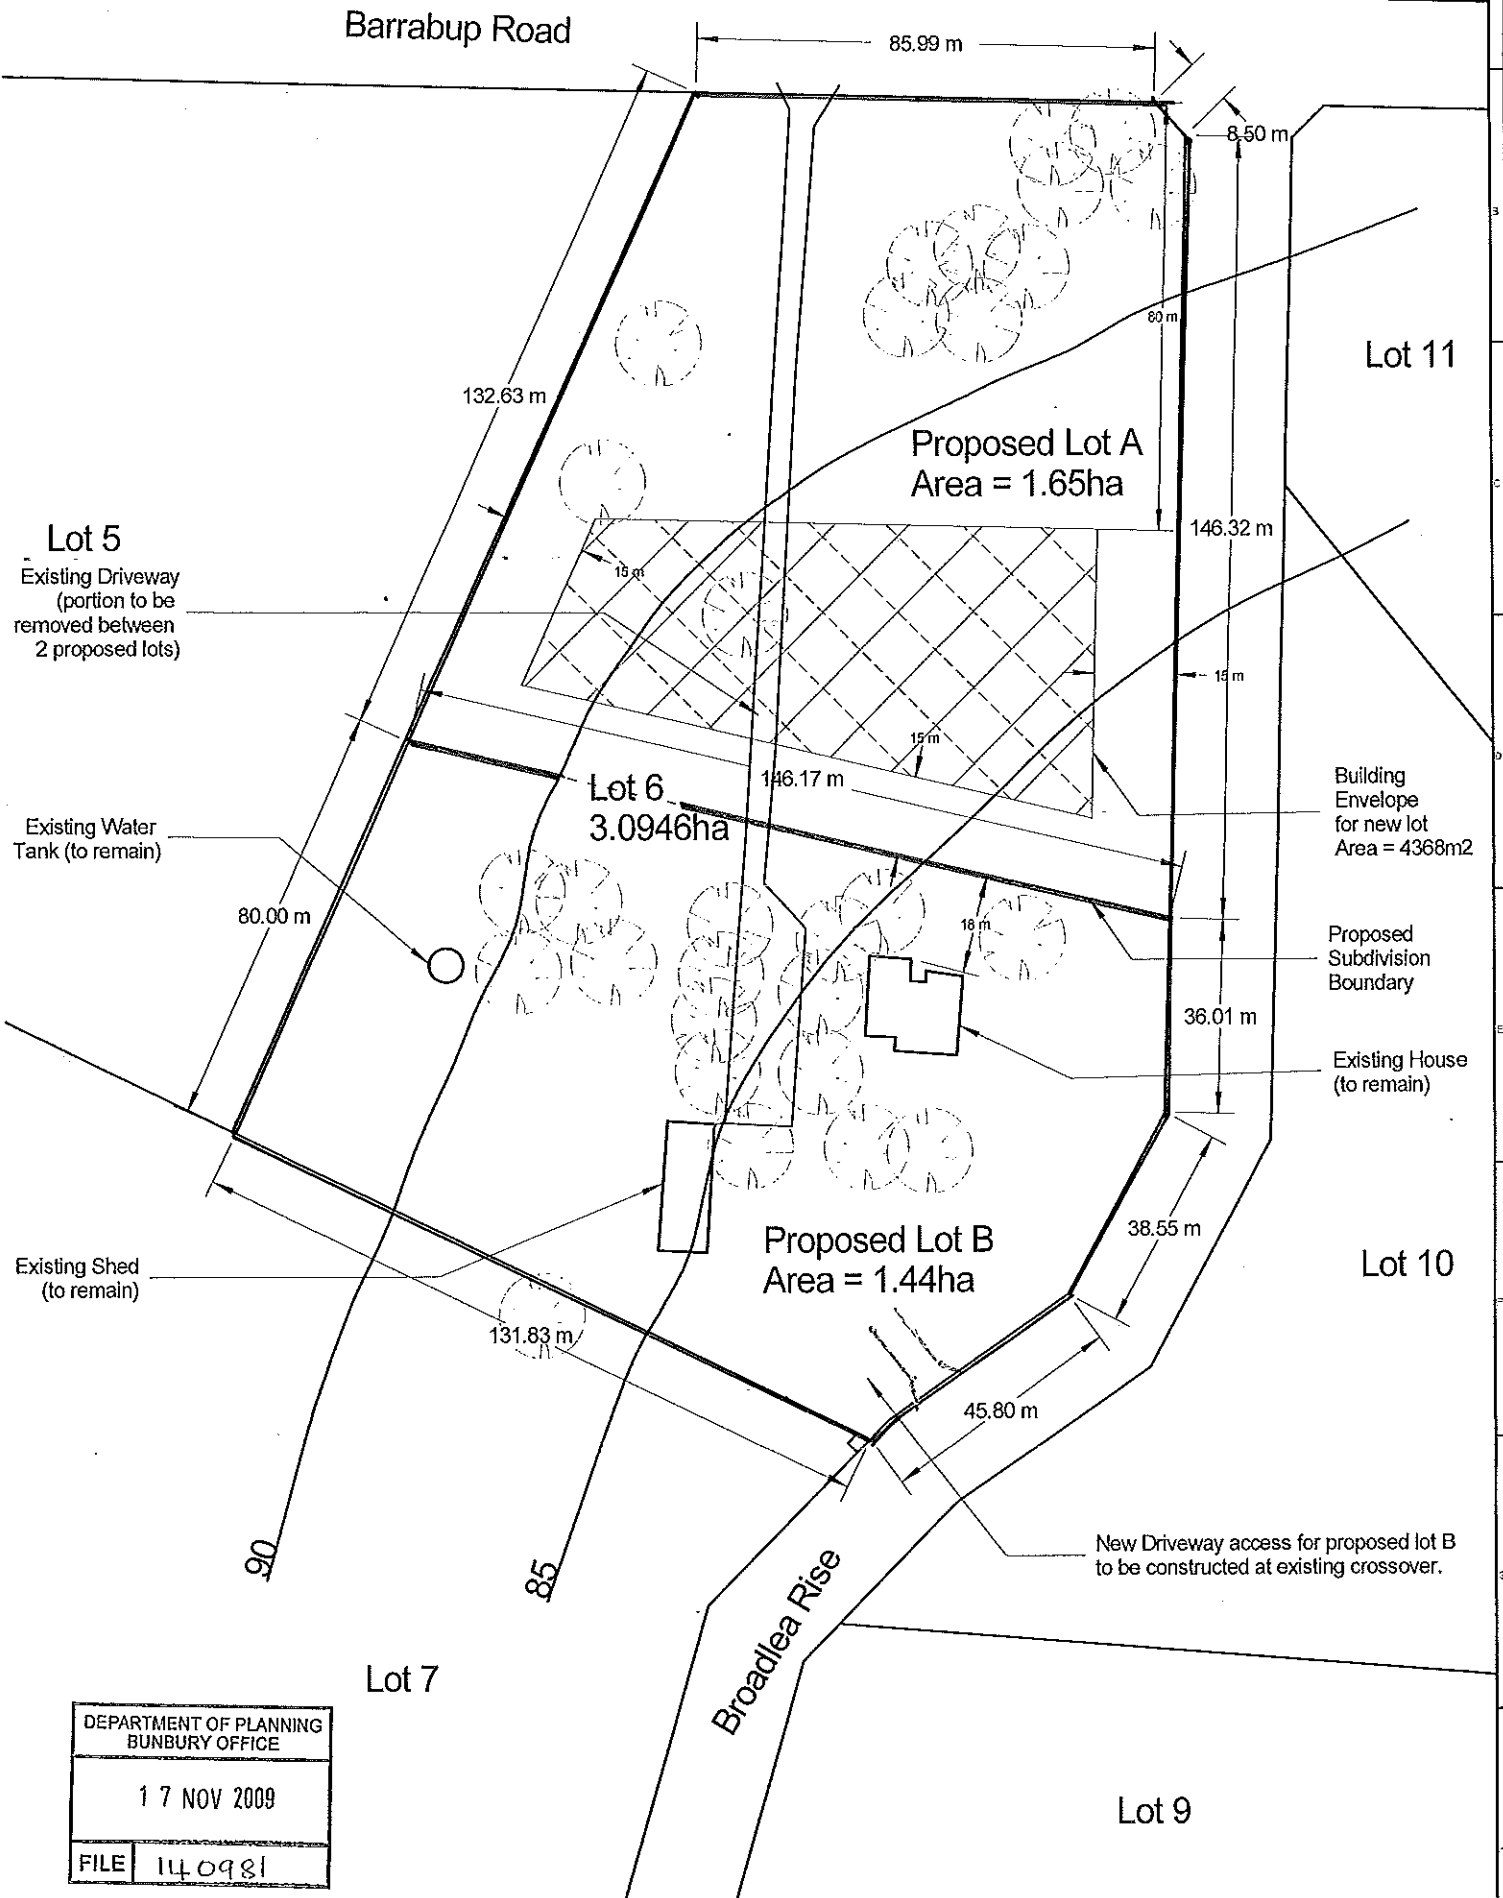 Barrabup Road
85.99 m
8.50 m
132.63 m
80 m
Lot 11
Proposed Lot A
Area = 1.65ha
146.32 m
Lot 5
Existing Driveway
(portion to be
removed between
2 proposed lots)
15 m
15 m
15 m
146.17 m
Lot 6
3.0946ha
Building
Envelope
for new lot
Area = 4368m2
Existing Water
Tank (to remain)
80.00 m
18 m
Proposed
Subdivision
Boundary
36.01 m
Existing House
(to remain)
38.55 m
Proposed Lot B
Area = 1.44ha
Lot 10
Existing Shed
(to remain)
131.83 m
45.80 m
90
85
New Driveway access for proposed lot B
to be constructed at existing crossover.
Broadlea Rise
Lot 7
DEPARTMENT OF PLANNING
BUNBURY OFFICE
1 7 NOV 2009
FILE 140981
Lot 9